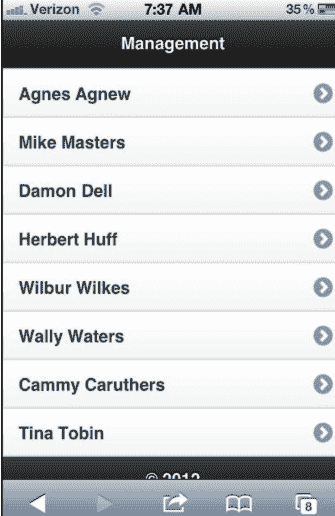 Verizon 7:37 AM 35%
Management
Agnes Agnew
Mike Masters
Damon Dell
Herbert Huff
Wilbur Wilkes
Wally Waters
Cammy Caruthers
Tina Tobin
© 2012
8